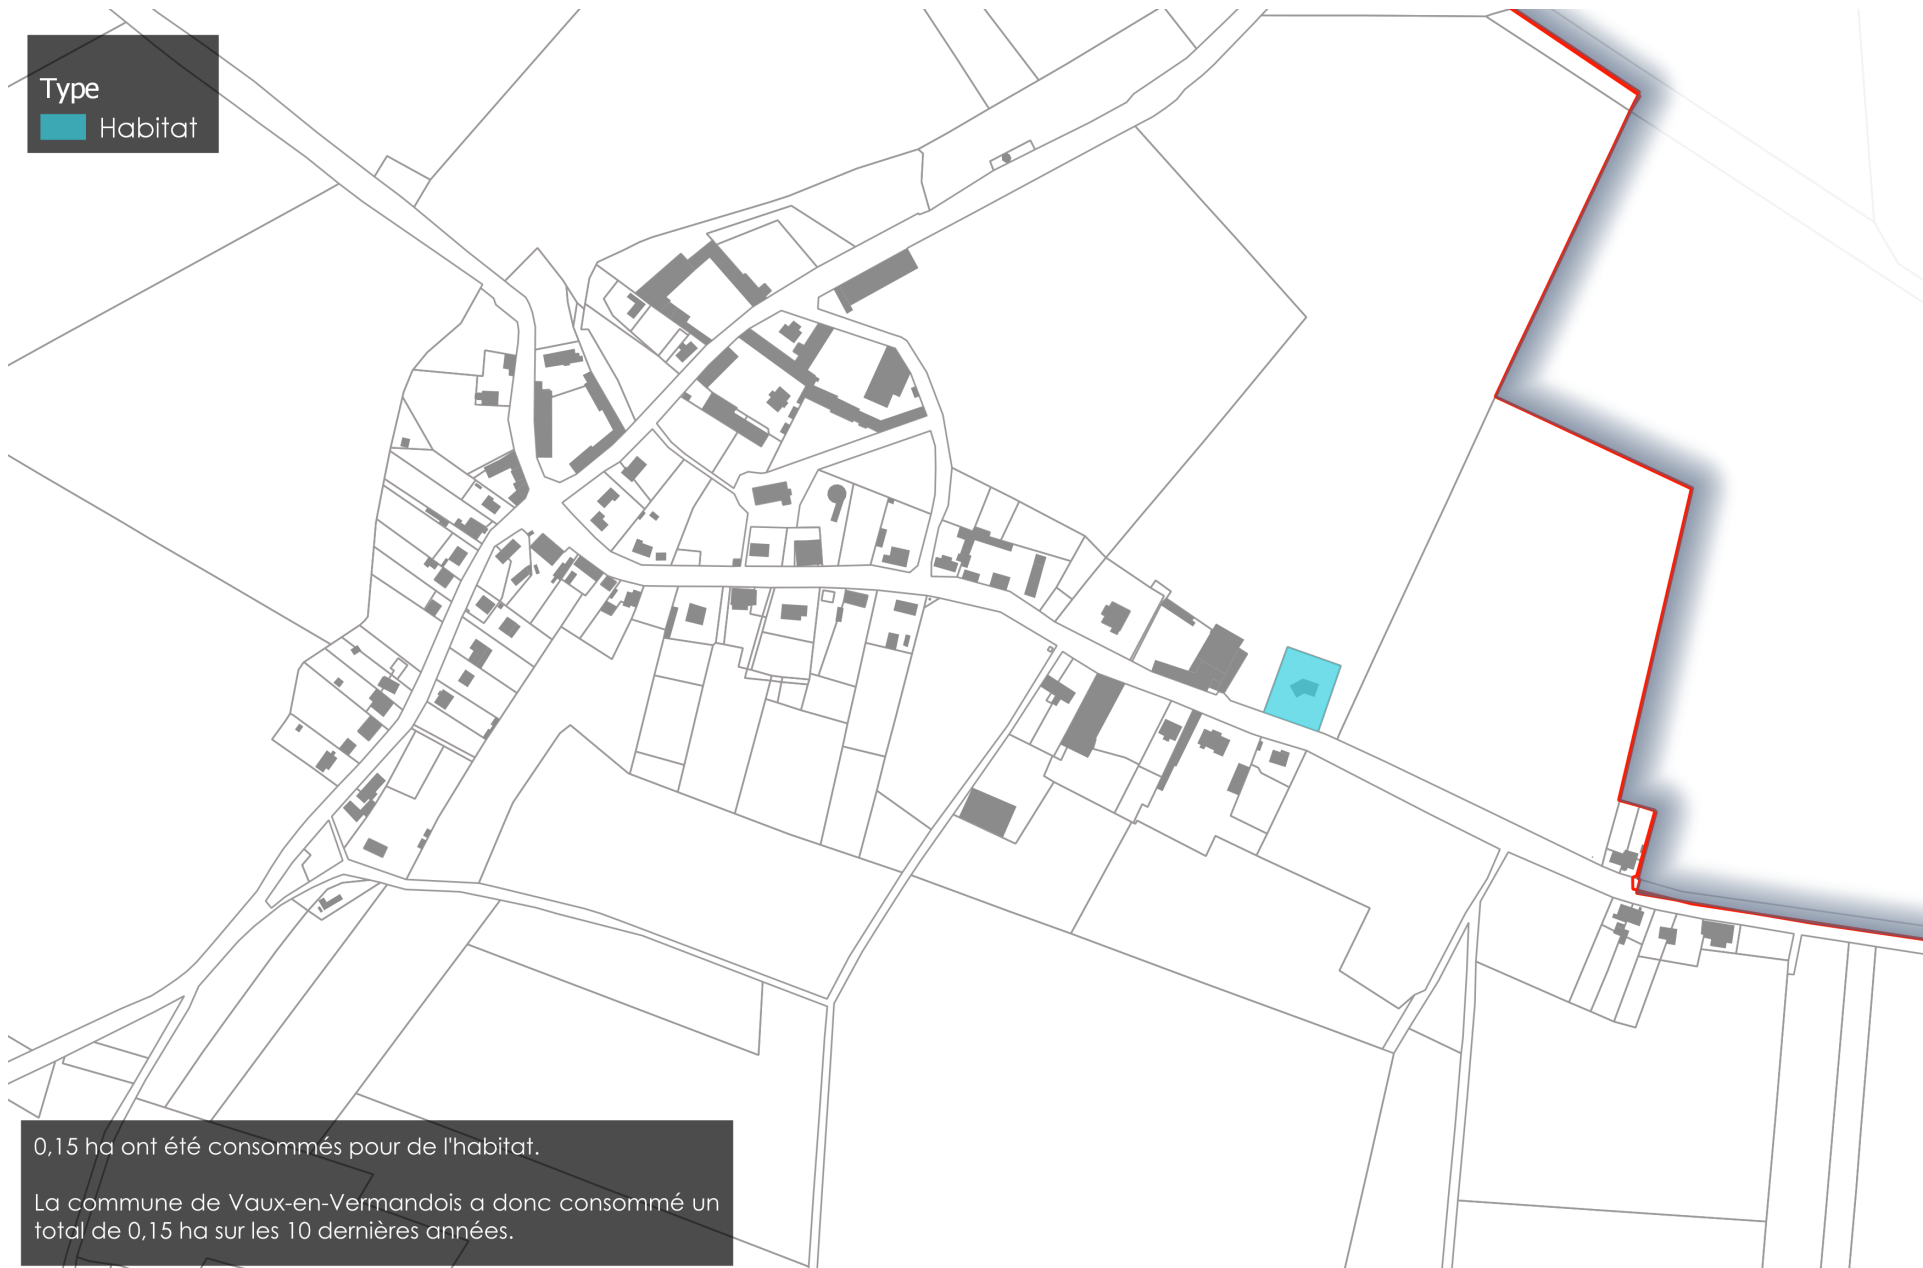 Type
Habitat
0,15 ha ont été consommés pour de l'habitat.
La commune de Vaux-en-Vermandois a donc consommé un
total de 0,15 ha sur les 10 dernières années.